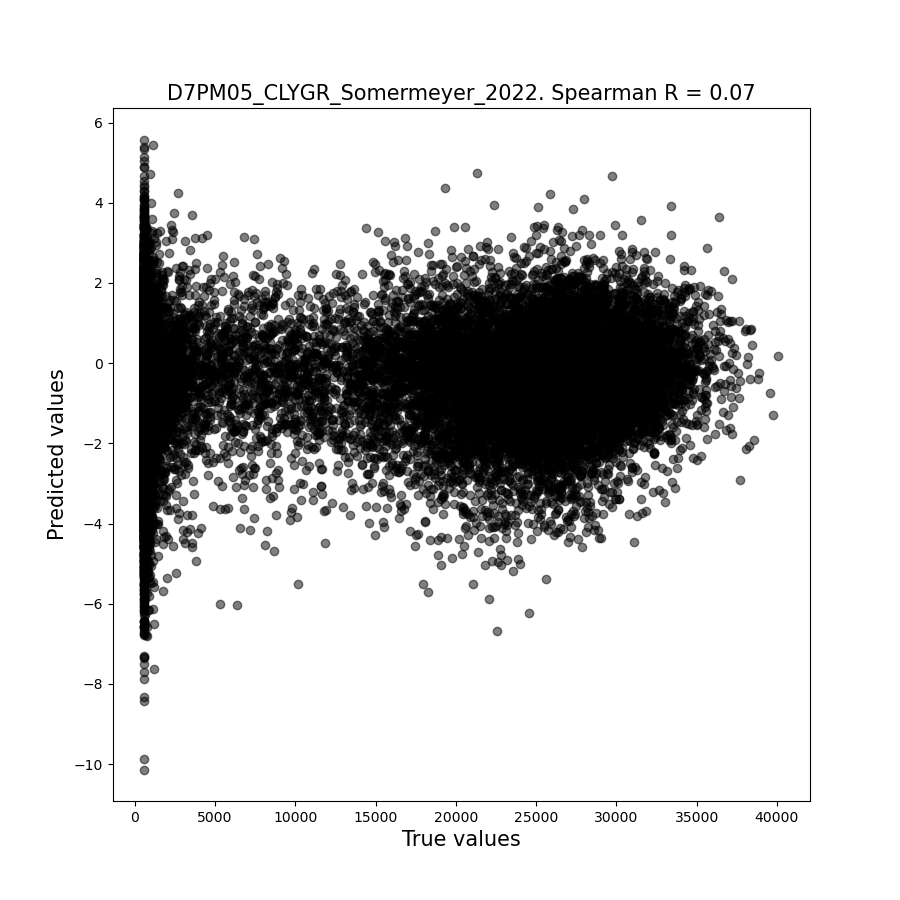 D7PM05_CLYGR_Somermeyer_2022. Spearman R = 0.07
6
4
2
0
−2
−4
−6
−8
−10
Predicted values
0 5000 10000 15000 20000 25000 30000 35000 40000
True values